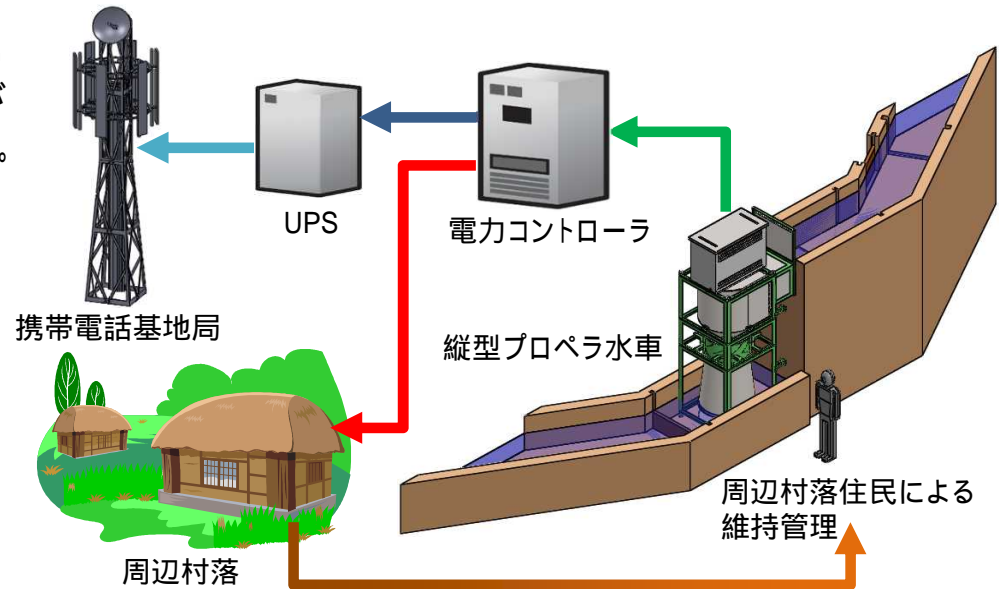 が
。
UPS
電力コントローラ
携帯電話基地局
縦型プロペラ水車
周辺村落住民による
維持管理
周辺村落